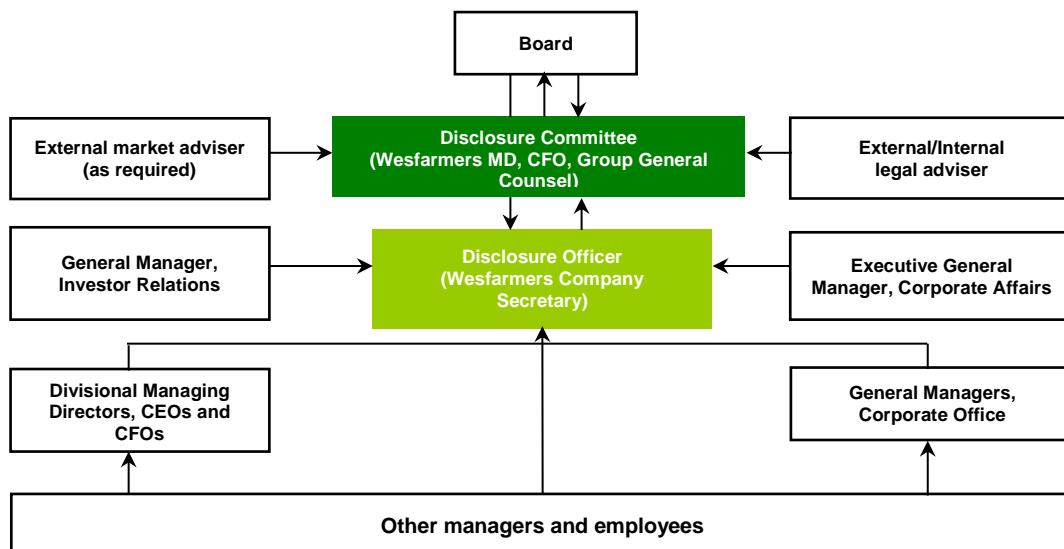 Board
External market adviser
(as required)
Disclosure Committee
(Wesfarmers MD, CFO, Group General
Counsel)
External/Internal
legal adviser
General Manager,
Investor Relations
Disclosure Officer
(Wesfarmers Company
Secretary)
Executive General
Manager, Corporate Affairs
Divisional Managing
Directors, CEOs and
CFOs
General Managers,
Corporate Office
Other managers and employees